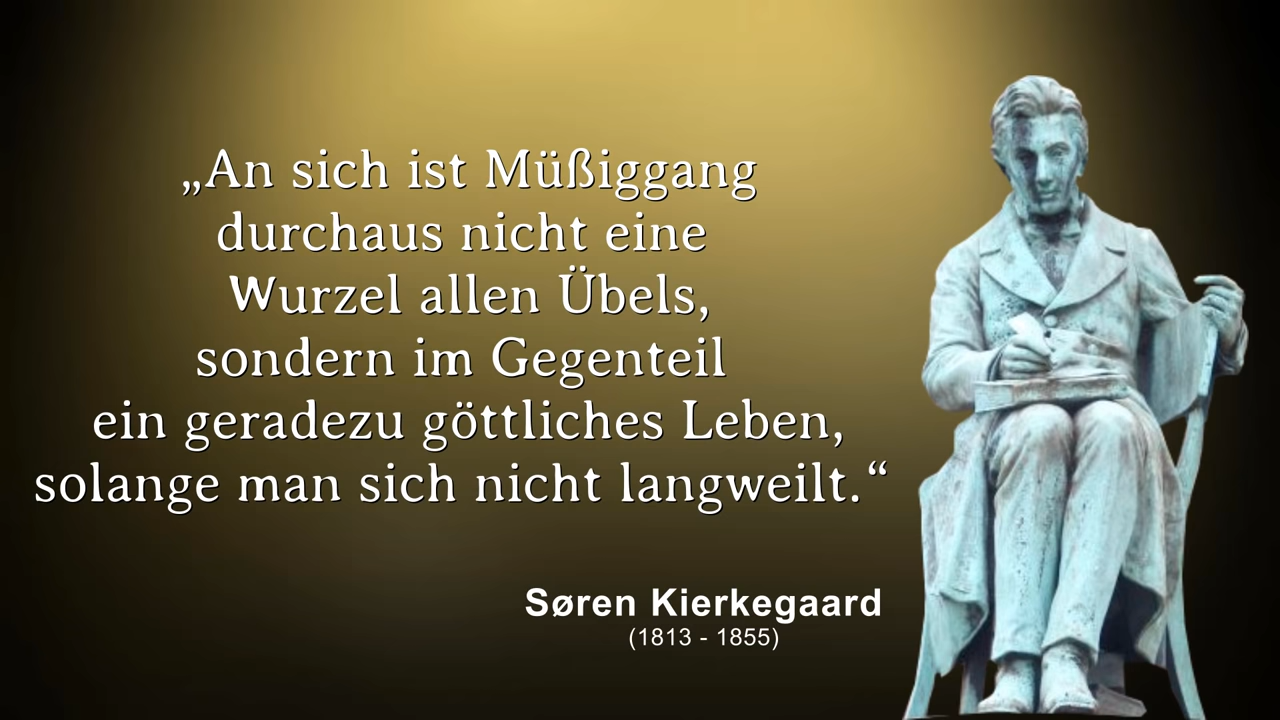 „An sich ist Müßiggang
durchaus nicht eine
Wurzel allen Übels,
sondern im Gegenteil
ein geradezu göttliches Leben,
solange man sich nicht langweilt.“
Søren Kierkegaard
(1813 - 1855)